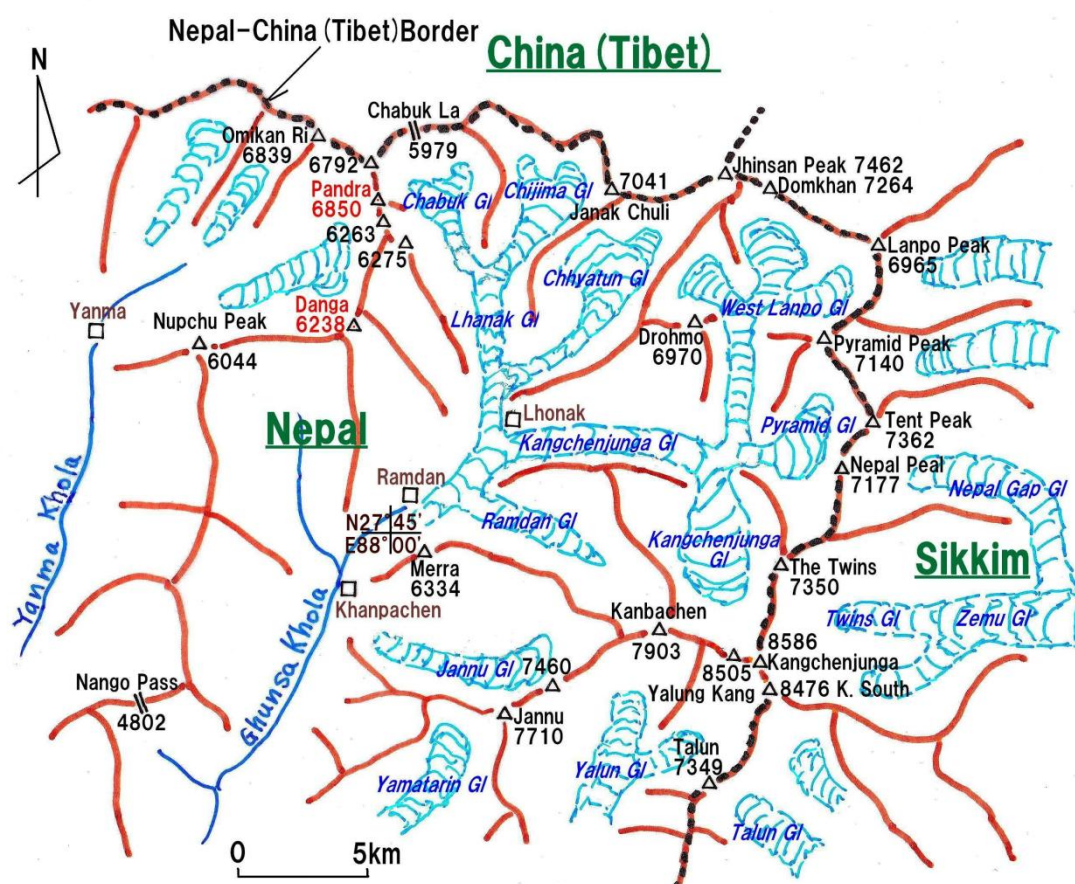 Nepal-China (Tibet) Border
China (Tibet)
N
Chabuk La
5979
Omikan Ri
6839
6792
Pandra
6850
6263
6275
Chabuk Gl
Chijima Gl
7041
Janak Chuli
Jhinsan Peak 7462
Domkhan 7264
Lanpo Peak
6965
Chhyatun Gl
West Lanpo Gl
Yanma
Nupchu Peak
6044
Danga
6238
Lhanak Gl
Drohmo
6970
Pyramid Peak
7140
Nepal
Lhonak
Kangchenjunga Gl
Pyramid Gl
Tent Peak
7362
Nepal Peal
7177
Nepal Gap Gl
Yanma Khola
Ramdan
Ramdan Gl
N27 45'
E88° 00'
Merra
6334
Kangchenjunga
Gl
The Twins
7350
Sikkim
Khanpachen
Ghunsa Khola
Kanbachen
7903
Twins Gl
Zemu Gl
8586
Kangchenjunga
8505
Yalung Kang
8476 K. South
Jannu Gl
7460
Jannu
7710
Nango Pass
4802
Yamatarin Gl
Yalun Gl
Talun
7349
Talun Gl
0 5km